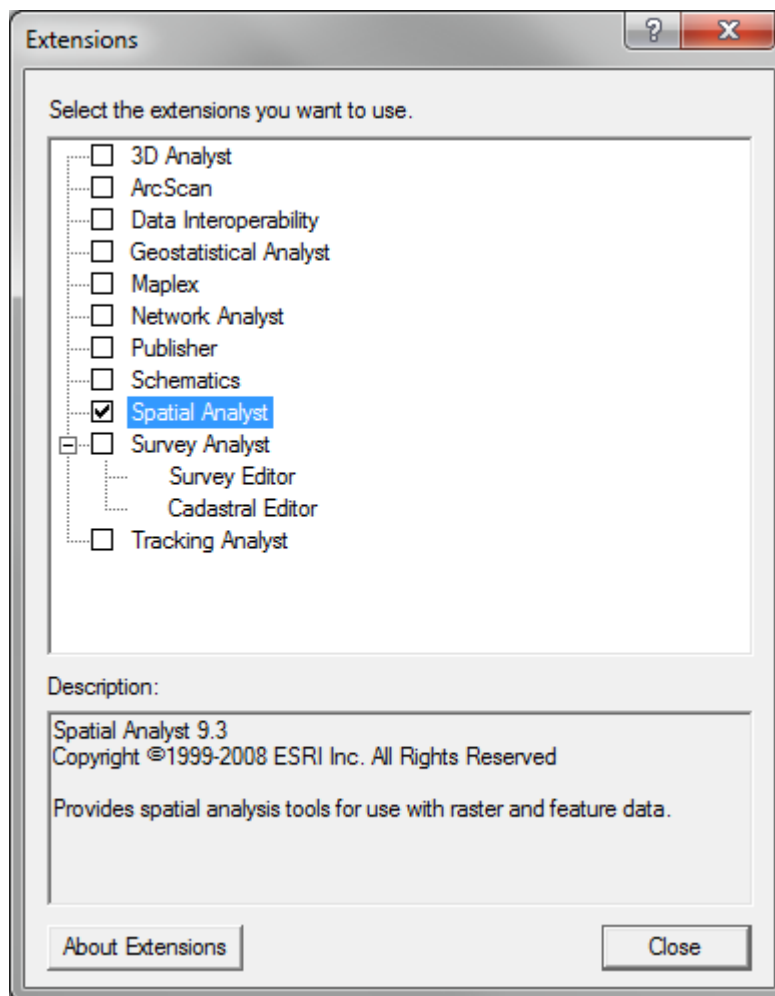 Extensions
Select the extensions you want to use.
3D Analyst
ArcScan
Data Interoperability
Geostatistical Analyst
Maplex
Network Analyst
Publisher
Schematics
Spatial Analyst
Survey Analyst
Survey Editor
Cadastral Editor
Tracking Analyst
Description:
Spatial Analyst 9.3
Copyright ©1999-2008 ESRI Inc. All Rights Reserved
Provides spatial analysis tools for use with raster and feature data.
About Extensions
Close